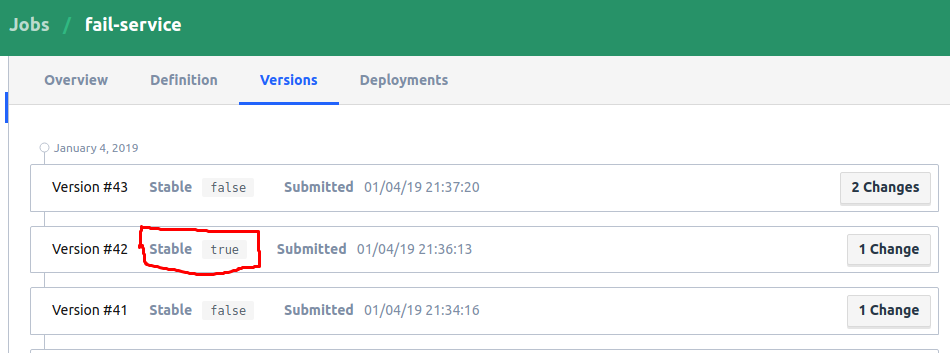 Jobs / fail-service
Overview Definition Versions Deployments
January 4, 2019
Version #43 Stable false Submitted 01/04/19 21:37:20 2 Changes
Version #42 Stable true Submitted 01/04/19 21:36:13 1 Change
Version #41 Stable false Submitted 01/04/19 21:34:16 1 Change